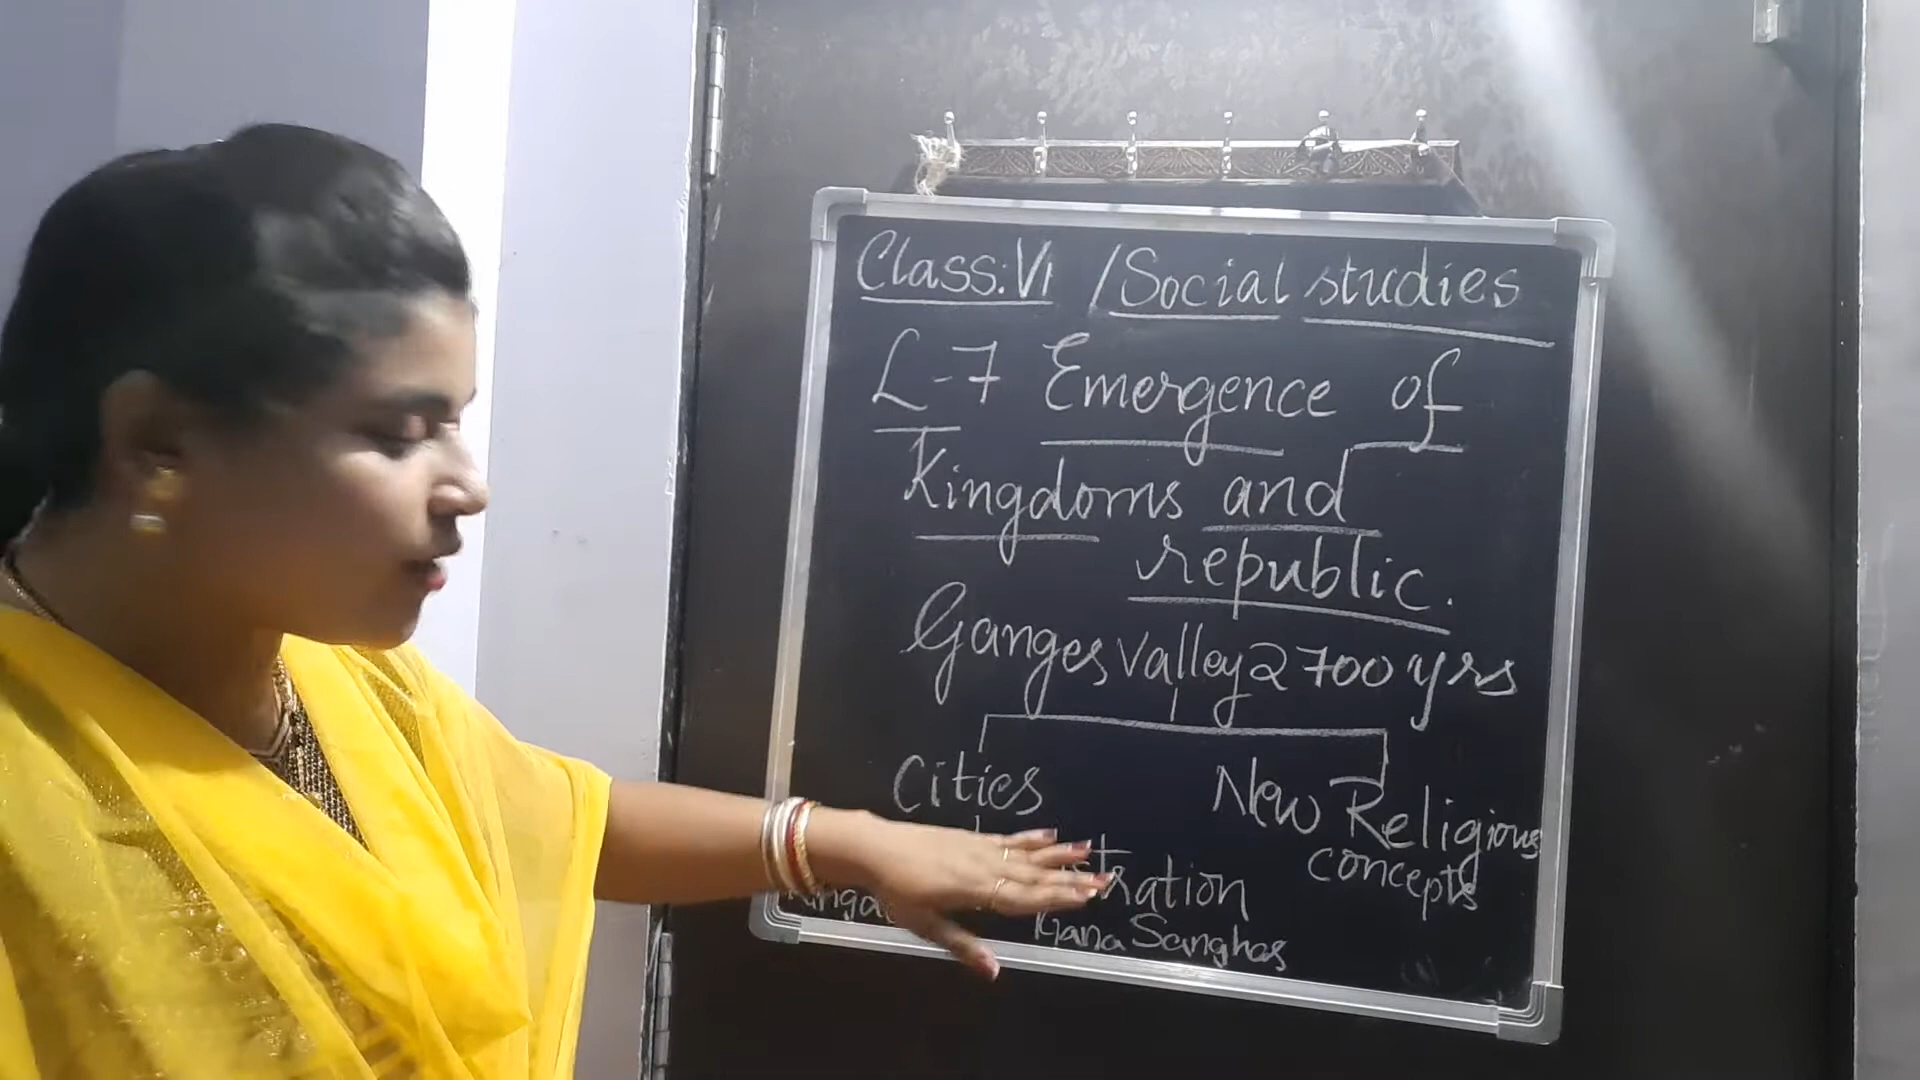 Class: VI / Social studies
L-7 Emergence of
Kingdoms and
republic.
Ganges Valley 2700 yrs
Cities
New Religious
concepts
Gana Sanghas